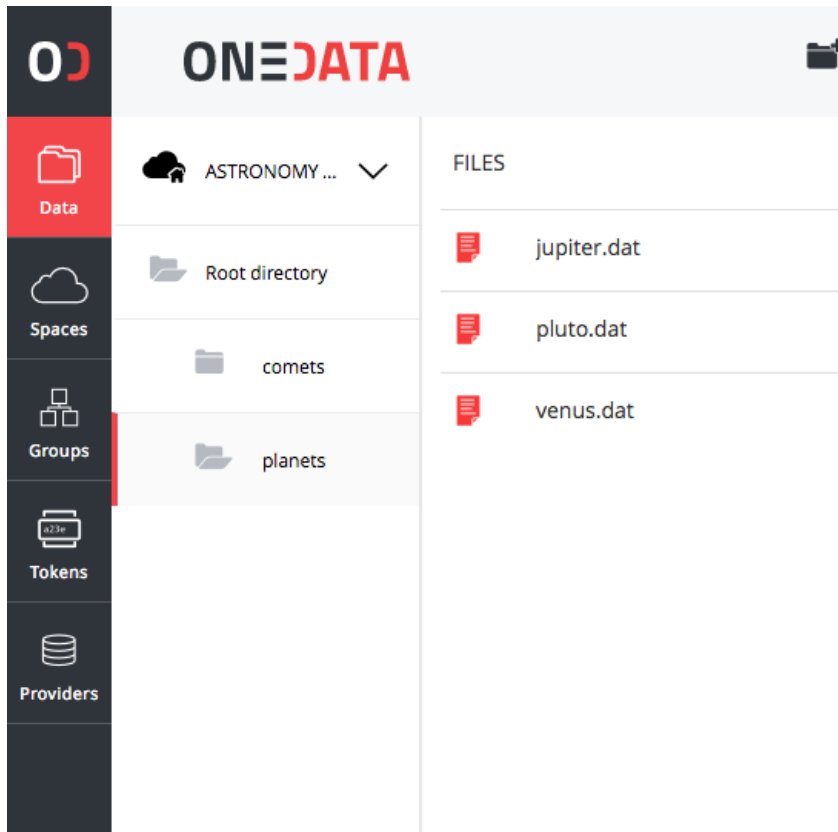 OD
ONEDATA
Data
Spaces
Groups
a23e
Tokens
Providers
ASTRONOMY ...
Root directory
comets
planets
FILES
jupiter.dat
pluto.dat
venus.dat